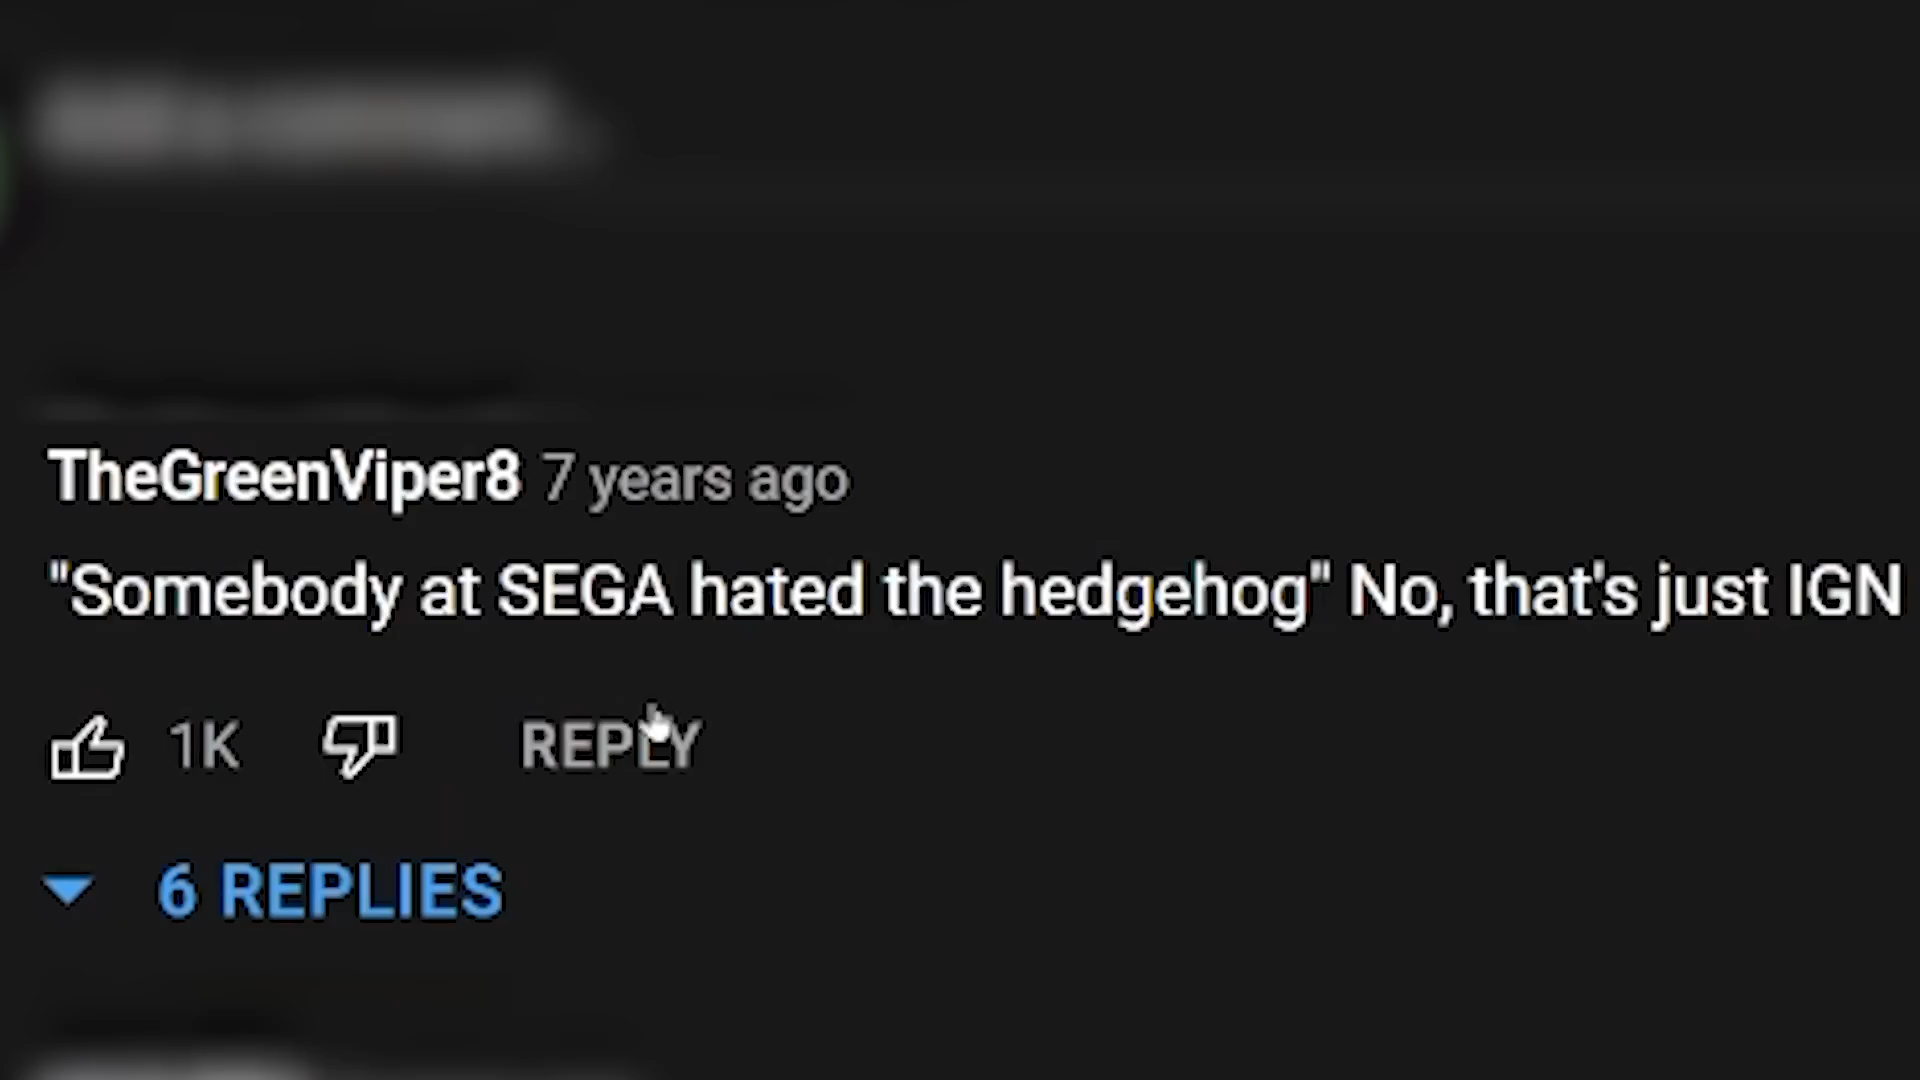 TheGreenViper8 7 years ago
"Somebody at SEGA hated the hedgehog" No, that's just IGN
1K REPLY
6 REPLIES